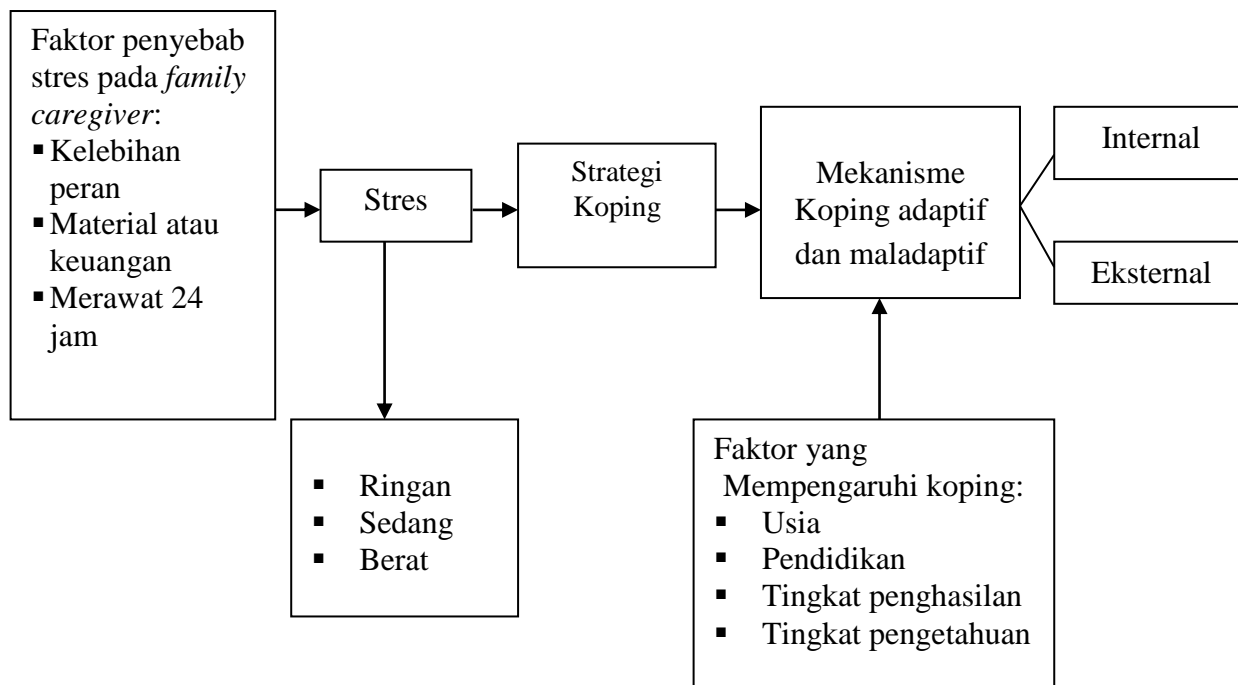 Faktor penyebab
stres pada family
caregiver:
▪ Kelebihan
peran
▪ Material atau
keuangan
▪ Merawat 24
jam
Stres
Strategi
Koping
Mekanisme
Koping adaptif
dan maladaptif
Internal
Eksternal
▪ Ringan
▪ Sedang
▪ Berat
Faktor yang
Mempengaruhi koping:
▪ Usia
▪ Pendidikan
▪ Tingkat penghasilan
▪ Tingkat pengetahuan